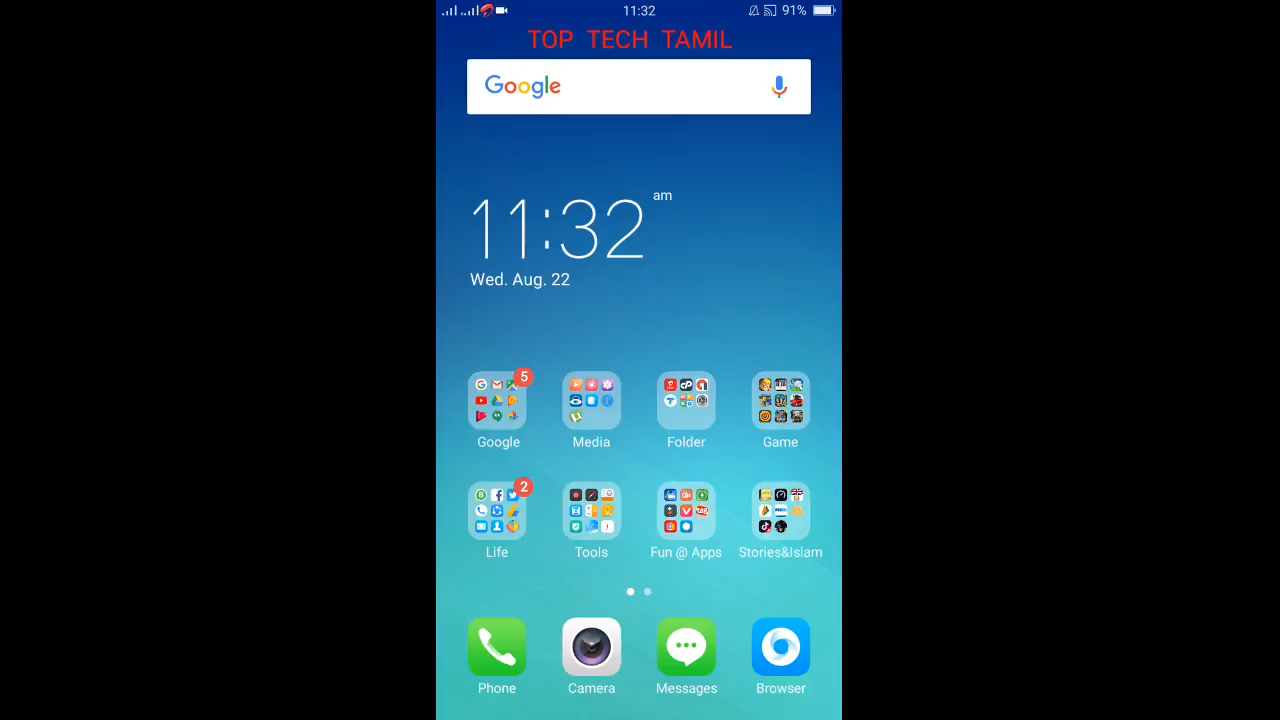 11:32
91%
TOP TECH TAMIL
Google
11:32 am
Wed. Aug. 22
5
Google
Media
Folder
Game
2
Life
Tools
Fun @ Apps
Stories&Islam
Phone
Camera
Messages
Browser